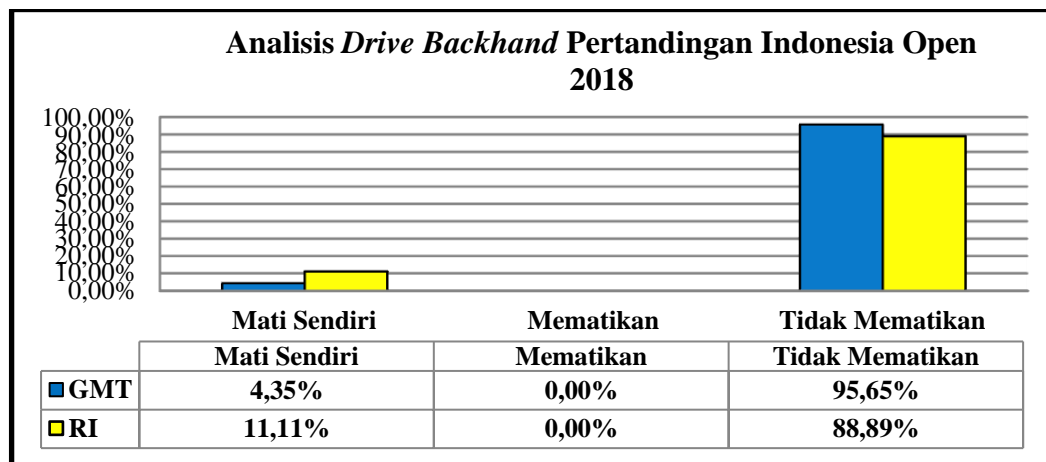 Analisis Drive Backhand Pertandingan Indonesia Open
2018
100,00%
90,00%
80,00%
70,00%
60,00%
50,00%
40,00%
30,00%
20,00%
10,00%
0,00%
Mati Sendiri Mematikan Tidak Mematikan
Mati Sendiri Mematikan Tidak Mematikan
GMT 4,35% 0,00% 95,65%
RI 11,11% 0,00% 88,89%